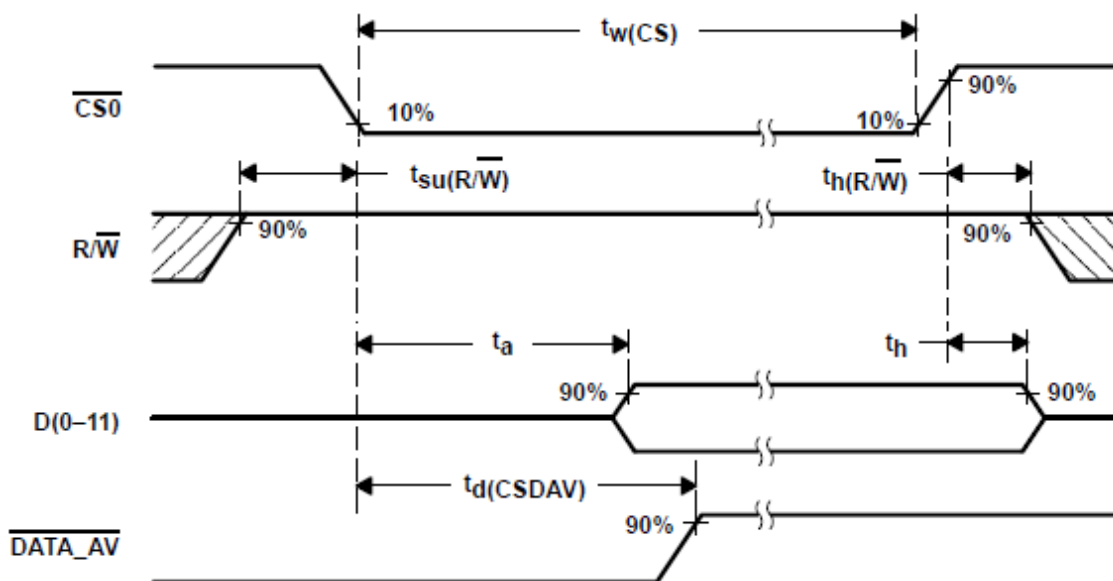 tw(CS)
CS0
10%
10%
90%
tsu(R/W)
th(R/W)
R/W
90%
90%
ta
th
D(0–11)
90%
90%
td(CSDAV)
DATA_AV
90%